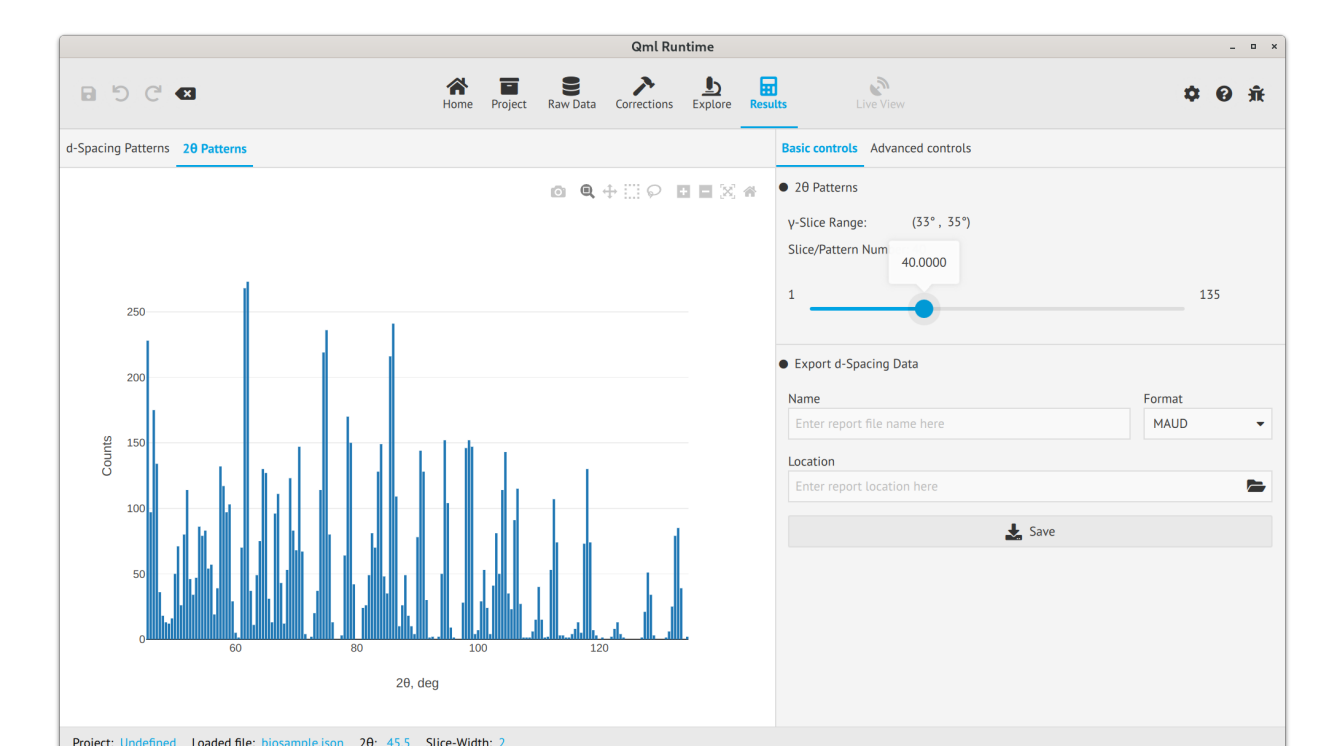 Qml Runtime
Home Project Raw Data Corrections Explore Results Live View
d-Spacing Patterns 2θ Patterns
Basic controls Advanced controls
2θ Patterns
γ-Slice Range: (33° , 35°)
Slice/Pattern Num
40.0000
1 135
250
200
150
100
50
0
Counts
60 80 100 120
2θ, deg
Export d-Spacing Data
Name Format
Enter report file name here MAUD
Location
Enter report location here
Save
Project: Undefined Loaded file: biosample.json 2θ: 45.5 Slice-Width: 2